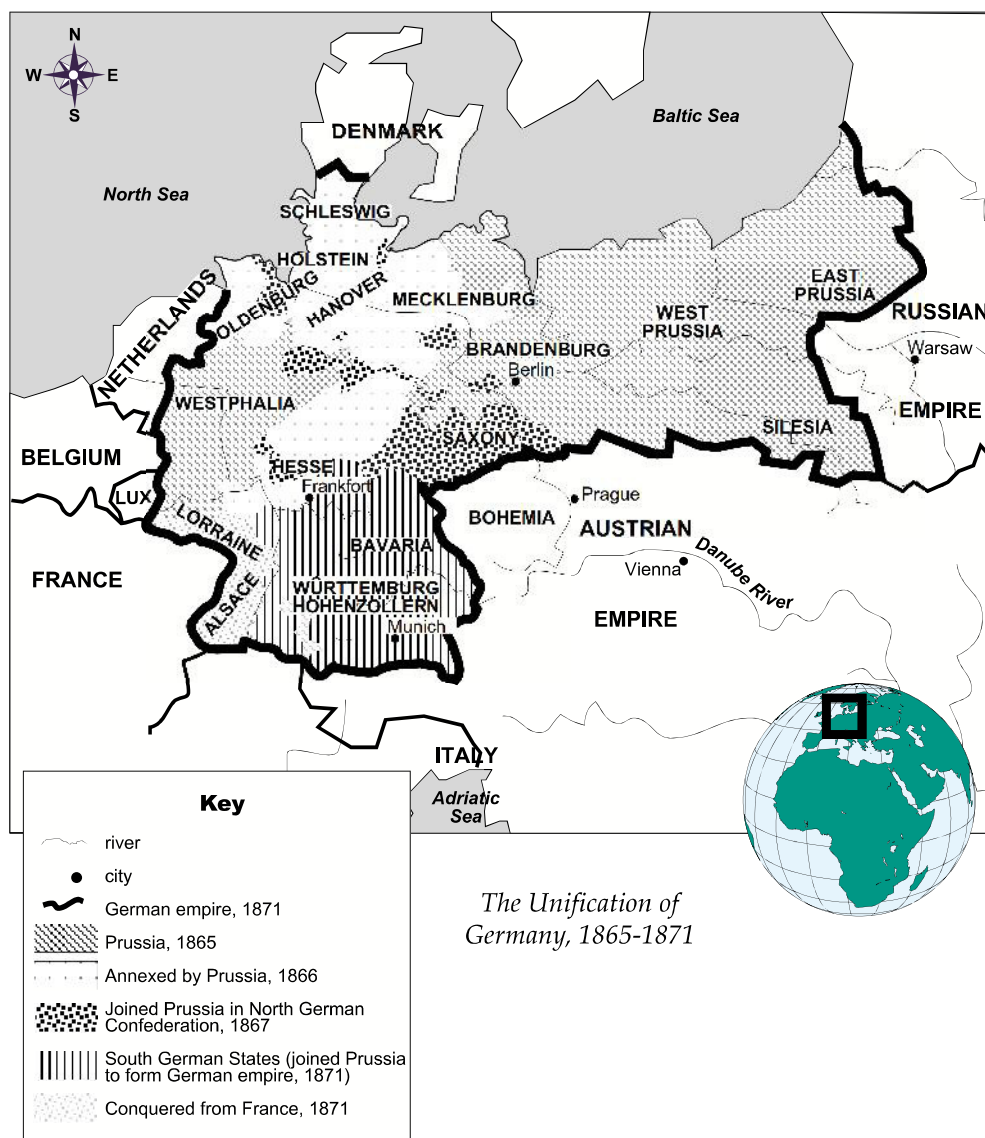 N
W E
S
DENMARK
Baltic Sea
North Sea
SCHLESWIG
HOLSTEIN
NETHERLANDS
OLDENBURG
HANOVER
MECKLENBURG
EAST
PRUSSIA
WEST
PRUSSIA
RUSSIAN
Warsaw
EMPIRE
BRANDENBURG
Berlin
WESTPHALIA
SILESIA
SAXONY
BELGIUM
HESSE
Frankfort
LUX
Prague
BOHEMIA
AUSTRIAN
LORRAINE
BAVARIA
FRANCE
ALSACE
Vienna
Danube River
WÛRTTEMBURG
HOHENZOLLERN
Munich
EMPIRE
ITALY
Adriatic
Sea
Key
river
city
German empire, 1871
Prussia, 1865
Annexed by Prussia, 1866
Joined Prussia in North German
Confederation, 1867
South German States (joined Prussia
to form German empire, 1871)
Conquered from France, 1871
The Unification of
Germany, 1865-1871